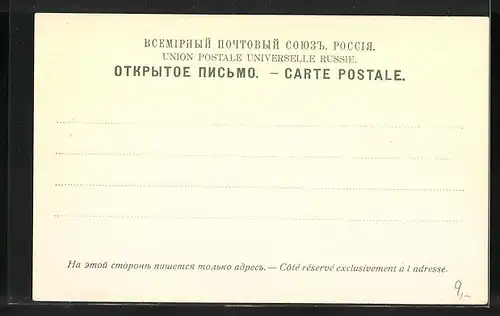 ВСЕМІРНЫЙ ПОЧТОВЫЙ СОЮЗЪ. РОССІЯ.
UNION POSTALE UNIVERSELLE RUSSIE.
ОТКРЫТОЕ ПИСЬМО. – CARTE POSTALE.
На этой сторонѣ пишется только адресъ. — Côté réservé exclusivement à l adresse.
9,-